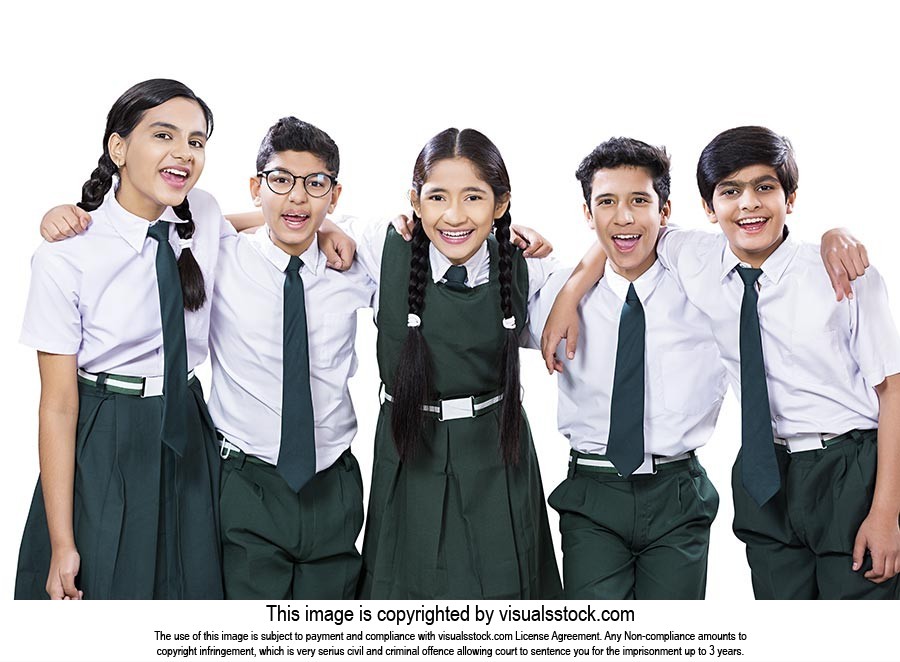 This image is copyrighted by visualsstock.com
The use of this image is subject to payment and compliance with visualsstock.com License Agreement. Any Non-compliance amounts to
copyright infringement, which is very serius civil and criminal offence allowing court to sentence you for the imprisonment up to 3 years.